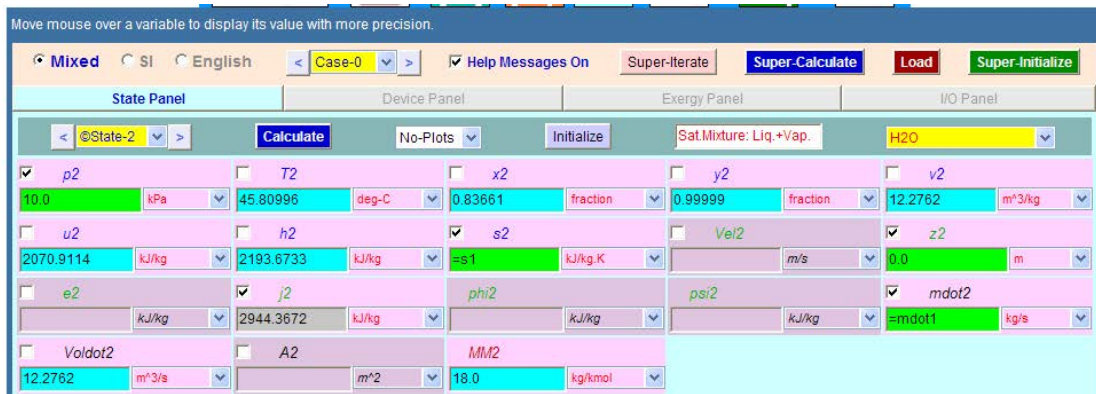 Move mouse over a variable to display its value with more precision.
Mixed SI English < Case-0 > Help Messages On Super-Iterate Super-Calculate Load Super-Initialize
State Panel Device Panel Exergy Panel I/O Panel
< ©State-2 > Calculate No-Plots Initialize Sat.Mixture: Liq.+Vap. H2O
p2 T2 x2 y2 v2
10.0 kPa 45.80996 deg-C 0.83661 fraction 0.99999 fraction 12.2762 m^3/kg
u2 h2 s2 Vel2 z2
2070.9114 kJ/kg 2193.6733 kJ/kg =s1 kJ/kg.K m/s 0.0 m
e2 j2 phi2 psi2 mdot2
kJ/kg 2944.3672 kJ/kg kJ/kg kJ/kg =mdot1 kg/s
Voldot2 A2 MM2
12.2762 m^3/s m^2 18.0 kg/kmol